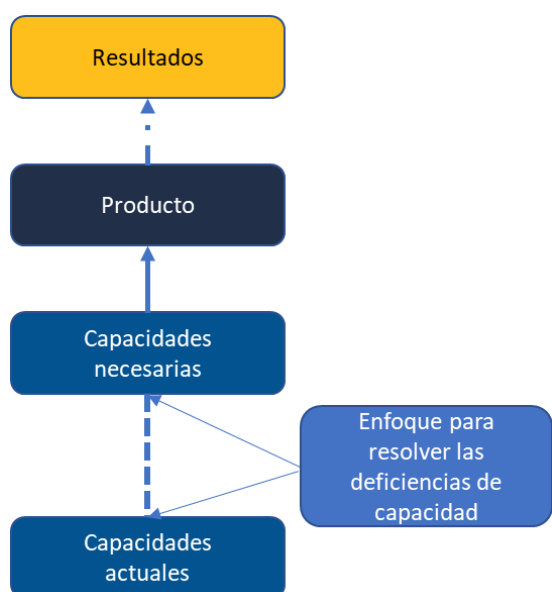 Resultados
Producto
Capacidades
necesarias
Enfoque para
resolver las
deficiencias de
capacidad
Capacidades
actuales